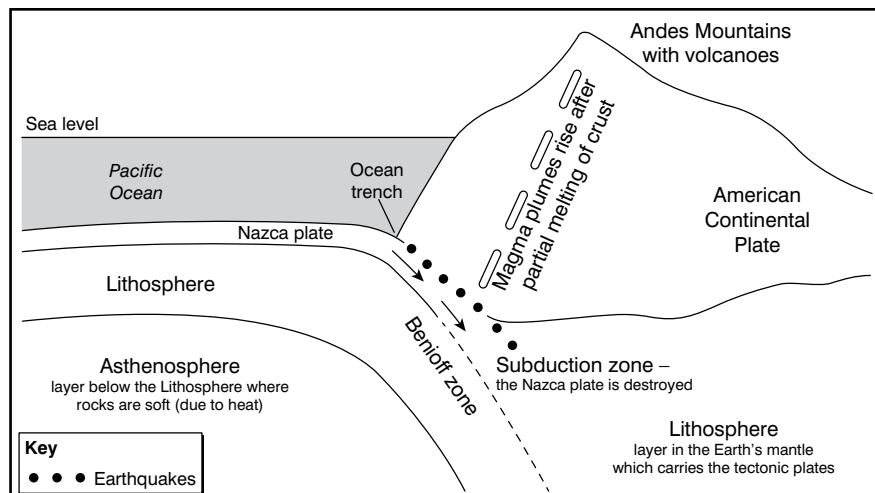 Andes Mountains
with volcanoes
Sea level
Pacific
Ocean
Ocean
trench
Magma plumes rise after
partial melting of crust
American
Continental
Plate
Nazca plate
Lithosphere
Benioff zone
Asthenosphere
layer below the Lithosphere where
rocks are soft (due to heat)
Subduction zone –
the Nazca plate is destroyed
Lithosphere
layer in the Earth's mantle
which carries the tectonic plates
Key
Earthquakes